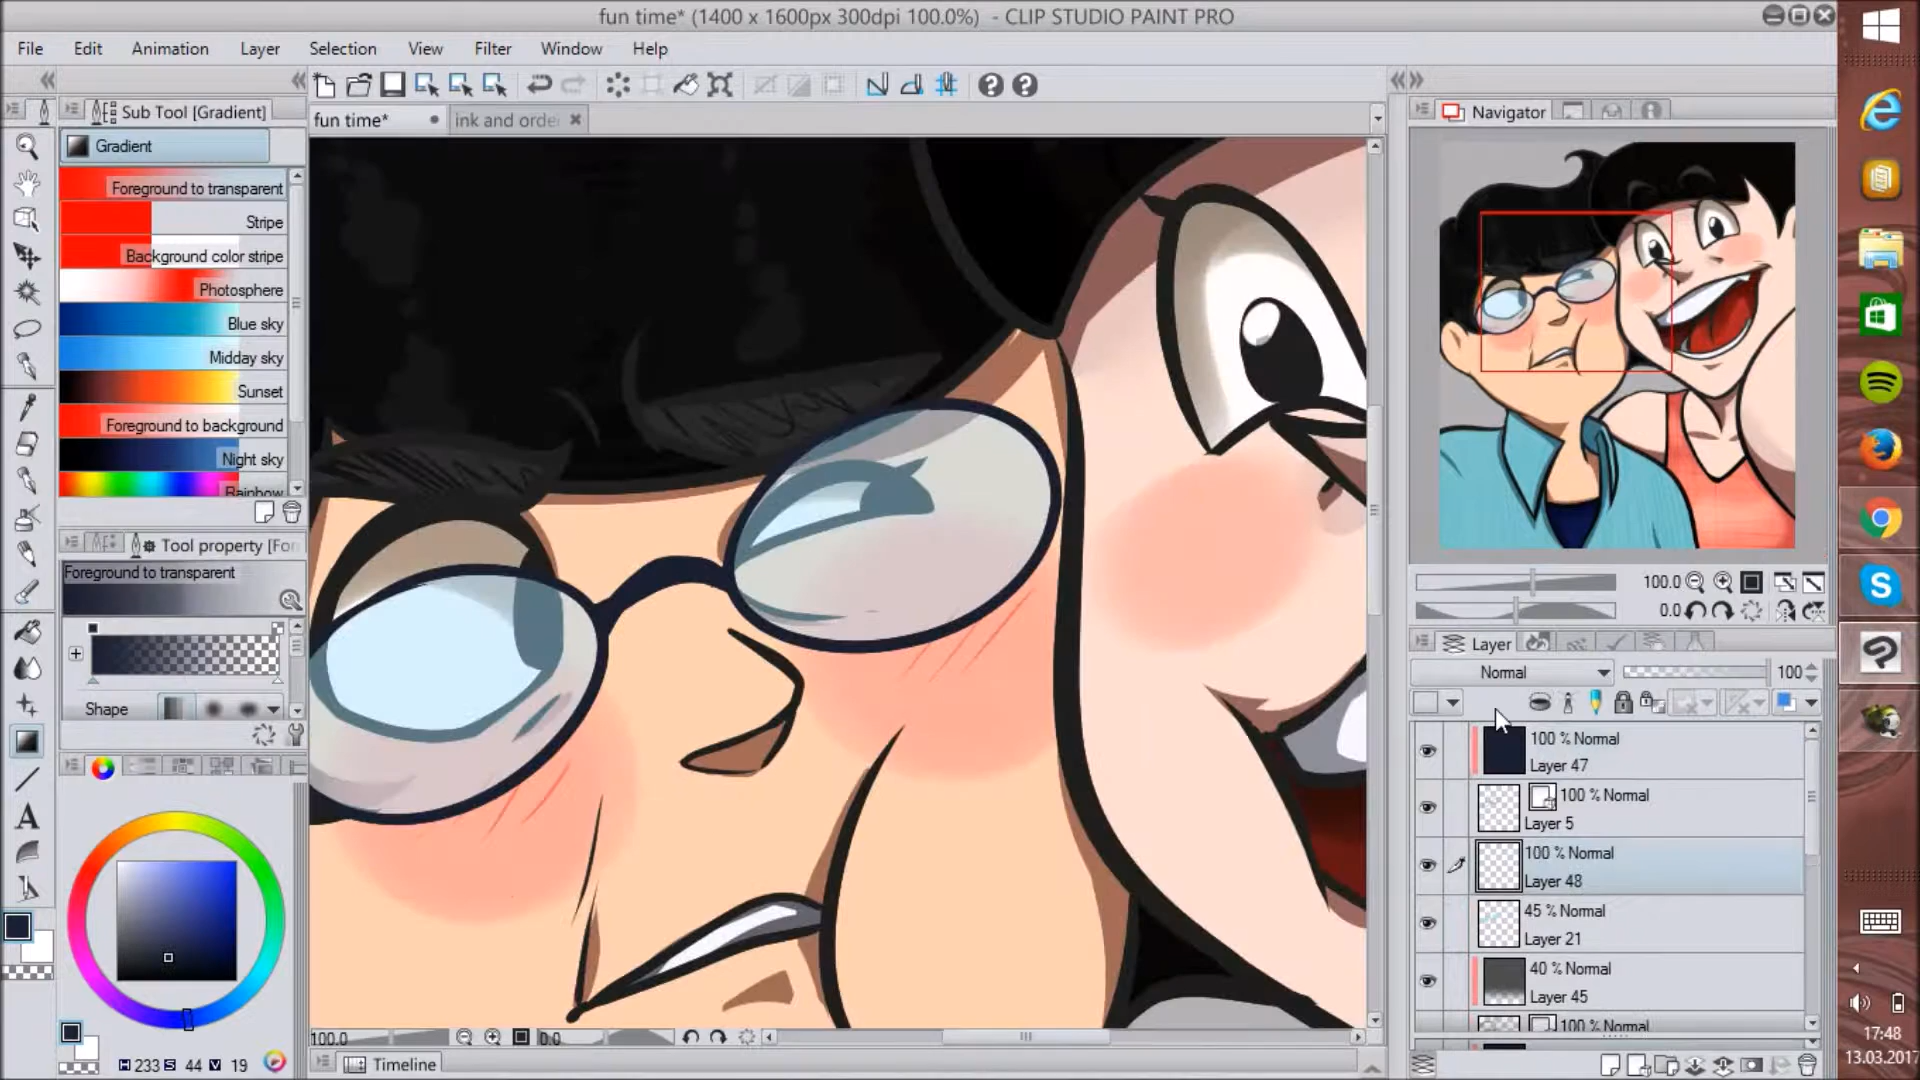 fun time* (1400 x 1600px 300dpi 100.0%) - CLIP STUDIO PAINT PRO
File Edit Animation Layer Selection View Filter Window Help
Sub Tool [Gradient]
fun time*
ink and orde
Navigator
Gradient
Foreground to transparent
Stripe
Background color stripe
Photosphere
Blue sky
Midday sky
Sunset
Foreground to background
Night sky
Rainbow
Tool property [Fo
Foreground to transparent
Shape
100.0
0.0
Layer
Normal
100
100 % Normal
Layer 47
100 % Normal
Layer 5
100 % Normal
Layer 48
45 % Normal
Layer 21
40 % Normal
Layer 45
100 % Normal
100.0
0.0
Timeline
H 233 S 44 V 19
17:48
13.03.2017